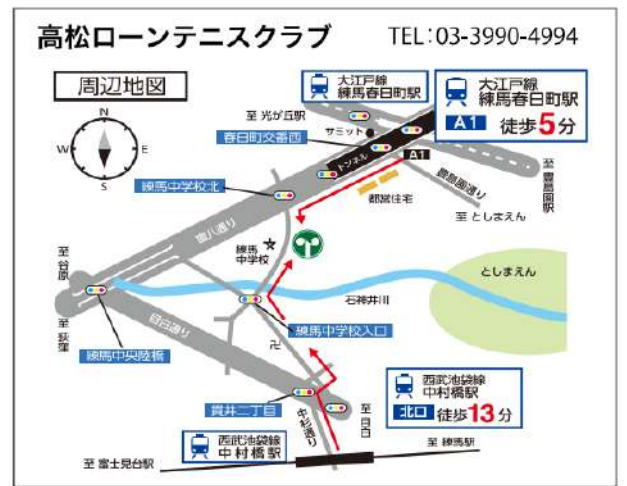 高松ローンテニスクラブ
TEL:03-3990-4994
周辺地図
N
W
E
S
大江戸線
練馬春日町駅
大江戸線
練馬春日町駅
A1 徒歩5分
至 光が丘駅
サミット
春日町交番西
トンネル
A1
練馬中学校北
都営住宅
豊島園通り
至 豊島園駅
至 としまえん
環八通り
練馬
中学校
としまえん
至 谷原
石神井川
目白通り
至 荻窪
練馬中学校入口
卍
練馬中央陸橋
貫井二丁目
西武池袋線
中村橋駅
北口 徒歩13分
至 目白
中杉通り
西武池袋線
中村橋駅
至 練馬駅
至 富士見台駅